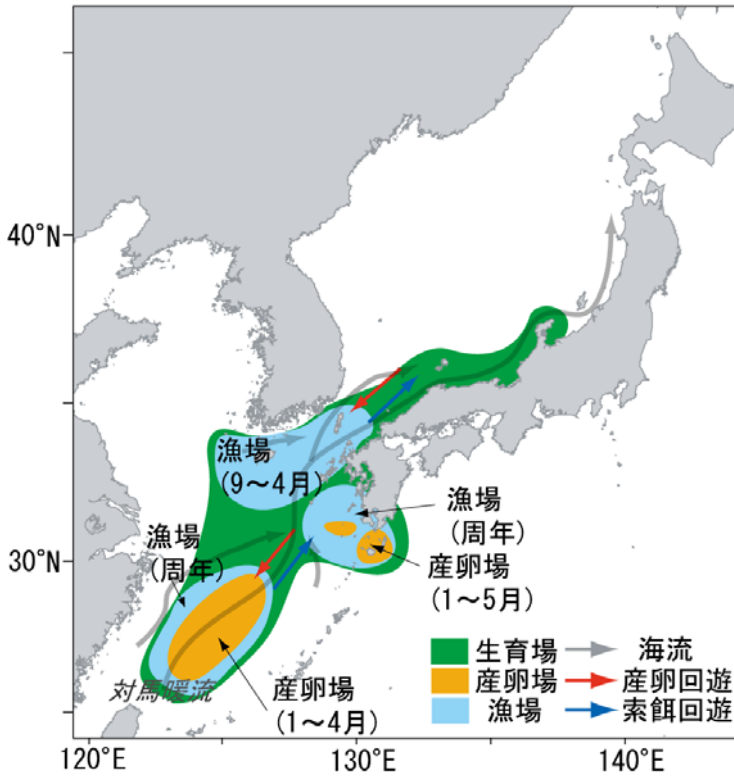 40°N
30°N
120°E
130°E
140°E
漁場
(9～4月)
漁場
(周年)
漁場
(周年)
産卵場
(1～5月)
対馬暖流
産卵場
(1～4月)
生育場
海流
産卵場
産卵回遊
漁場
索餌回遊